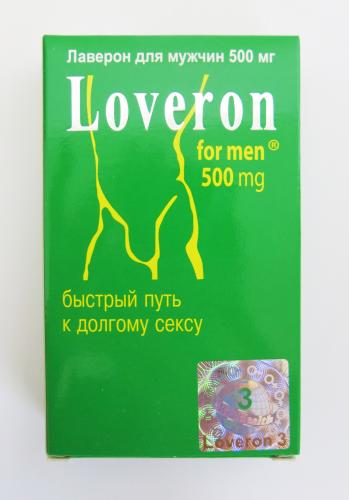 Лаверон для мужчин 500 мг
Loveron
for men ®
500 mg
быстрый путь
к долгому сексу
3
Loveron 3